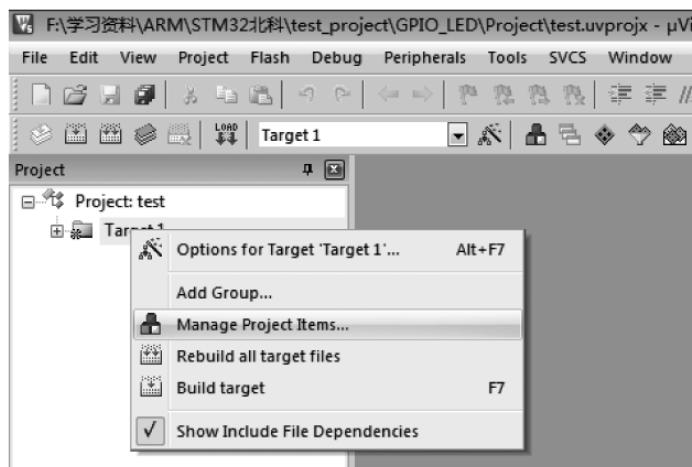 F:\学习资料\ARM\STM32北科\test_project\GPIO_LED\Project\test.uvprojx - µVi
File Edit View Project Flash Debug Peripherals Tools SVCS Window
LOAD Target 1
Project
Project: test
Target 1
Options for Target 'Target 1'... Alt+F7
Add Group...
Manage Project Items...
Rebuild all target files
Build target F7
Show Include File Dependencies